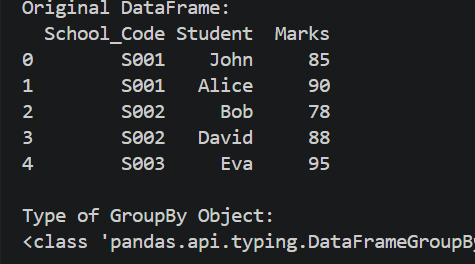 Original DataFrame:
School_Code Student Marks
0 S001 John 85
1 S001 Alice 90
2 S002 Bob 78
3 S002 David 88
4 S003 Eva 95
Type of GroupBy Object:
<class 'pandas.api.typing.DataFrameGroupBy